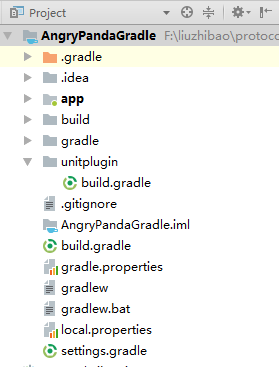 Project
AngryPandaGradle F:\liuzhibao\protoco
.gradle
.idea
app
build
gradle
unitplugin
build.gradle
.gitignore
AngryPandaGradle.iml
build.gradle
gradle.properties
gradlew
gradlew.bat
local.properties
settings.gradle